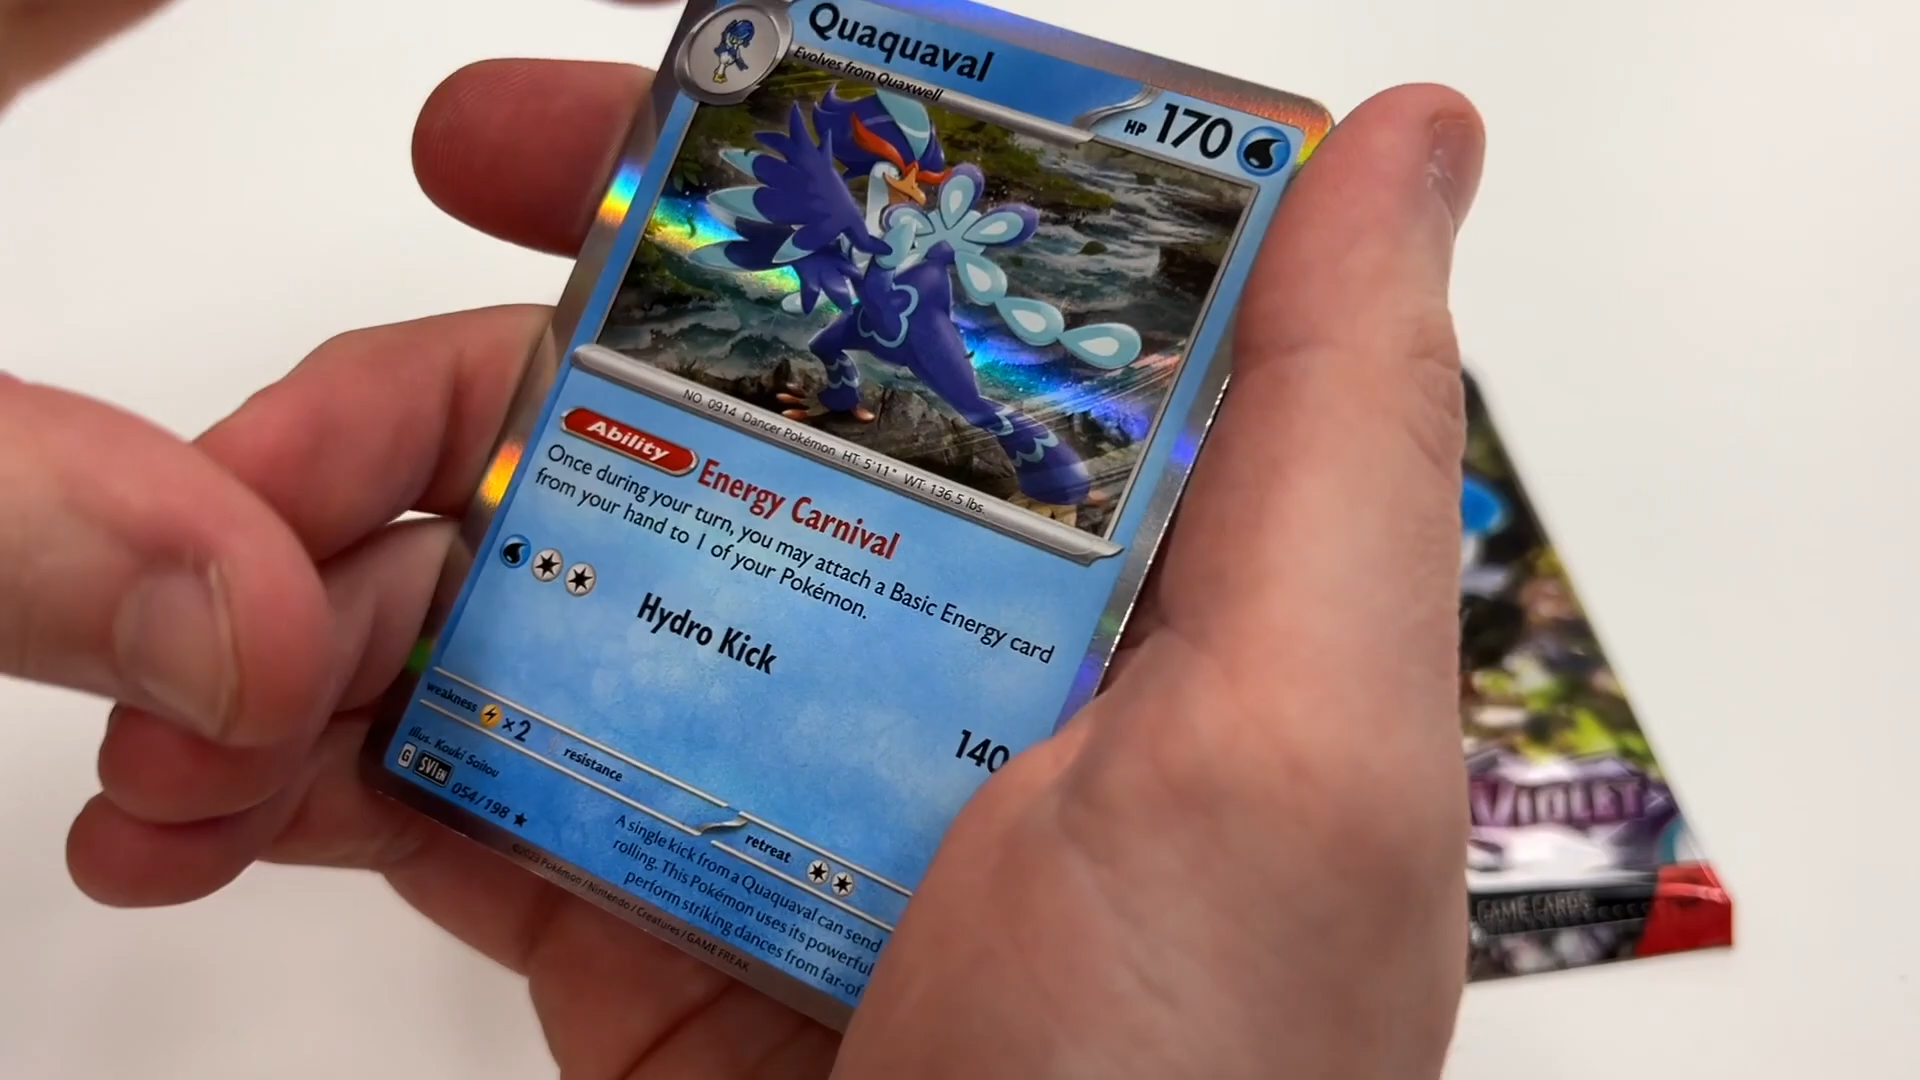 Quaquaval
Evolves from Quaxwell
HP 170
NO. 0914 Dancer Pokémon HT: 5'11" WT: 136.5 lbs.
Ability Energy Carnival
Once during your turn, you may attach a Basic Energy card
from your hand to 1 of your Pokémon.
Hydro Kick
140
weakness ×2
resistance
retreat
Illus. Kouki Saitou
G SVI EN 054/198
A single kick from a Quaquaval can send
rolling. This Pokémon uses its powerful
perform striking dances from far-of
©2023 Pokémon / Nintendo / Creatures / GAME FREAK
VIOLET
GAME CARDS